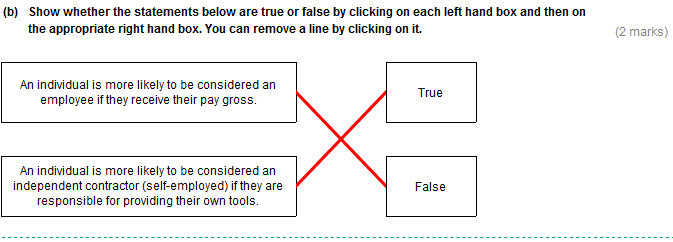 (b) Show whether the statements below are true or false by clicking on each left hand box and then on
the appropriate right hand box. You can remove a line by clicking on it.
(2 marks)
An individual is more likely to be considered an
employee if they receive their pay gross.
True
An individual is more likely to be considered an
independent contractor (self-employed) if they are
responsible for providing their own tools.
False